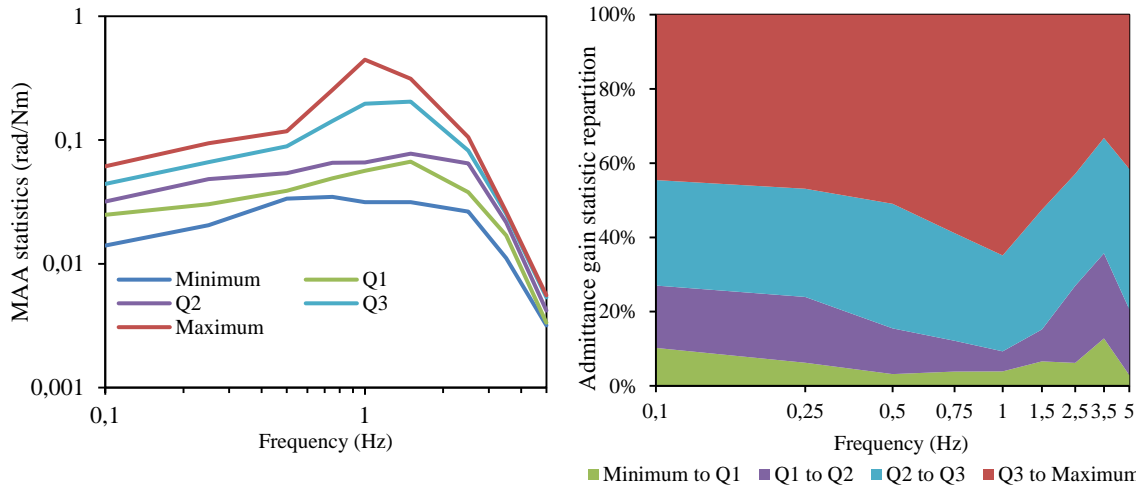 MAA statistics (rad/Nm)
1
0,1
0,01
0,001
Minimum
Q1
Q2
Q3
Maximum
0,1
1
Frequency (Hz)
Admittance gain statistic repartition
100%
80%
60%
40%
20%
0%
0,1
0,25
0,5
0,75
1
1,5
2,5
3,5
5
Frequency (Hz)
Minimum to Q1
Q1 to Q2
Q2 to Q3
Q3 to Maximum